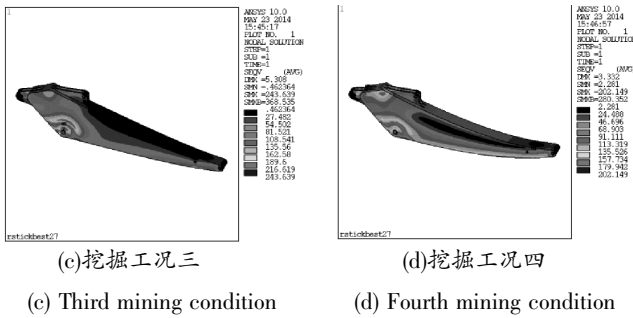 1
ANSYS 10.0
MAY 23 2014
15:45:17
PLOT NO. 1
NODAL SOLUTION
STEP=1
SUB =1
TIME=1
SEQV (AVG)
DMX =5.308
SMN =.462364
SMX =243.639
SMXB=368.535
.462364
27.482
54.502
81.521
108.541
135.56
162.58
189.6
216.619
243.639
rstickbest27
(c)挖掘工况三
(c) Third mining condition
1
ANSYS 10.0
MAY 23 2014
15:46:57
PLOT NO. 1
NODAL SOLUTION
STEP=1
SUB =1
TIME=1
SEQV (AVG)
DMX =3.332
SMN =2.281
SMX =202.149
SMXB=280.352
2.281
24.488
46.696
68.903
91.111
113.319
135.526
157.734
179.942
202.149
rstickbest27
(d)挖掘工况四
(d) Fourth mining condition